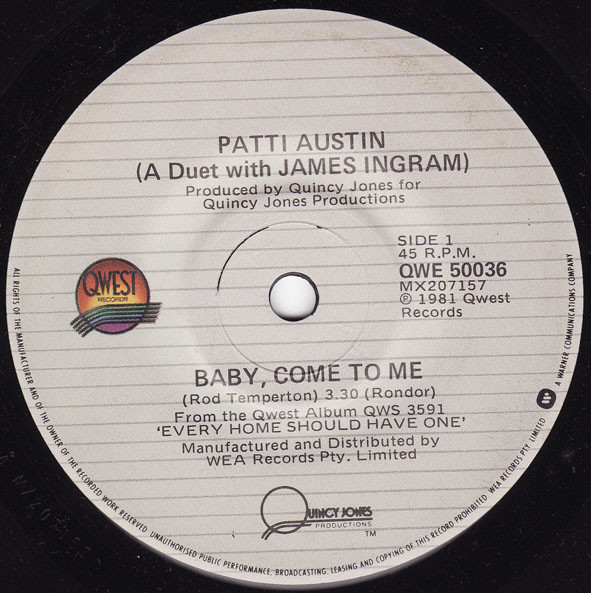 PATTI AUSTIN
(A Duet with JAMES INGRAM)
Produced by Quincy Jones for
Quincy Jones Productions
SIDE 1
45 R.P.M.
QWE 50036
MX207157
℗ 1981 Qwest
Records
QWEST
RECORDS
BABY, COME TO ME
(Rod Temperton) 3.30 (Rondor)
From the Qwest Album QWS 3591
'EVERY HOME SHOULD HAVE ONE'
Manufactured and Distributed by
WEA Records Pty. Limited
QUINCY JONES
PRODUCTIONS
TM
ALL RIGHTS OF THE MANUFACTURER AND OF THE OWNER OF THE RECORDED WORK RESERVED. UNAUTHORISED PUBLIC PERFORMANCE, BROADCASTING, LEASING AND COPYING OF THIS RECORD PROHIBITED. WEA RECORDS PTY. LIMITED
A WARNER COMMUNICATIONS COMPANY